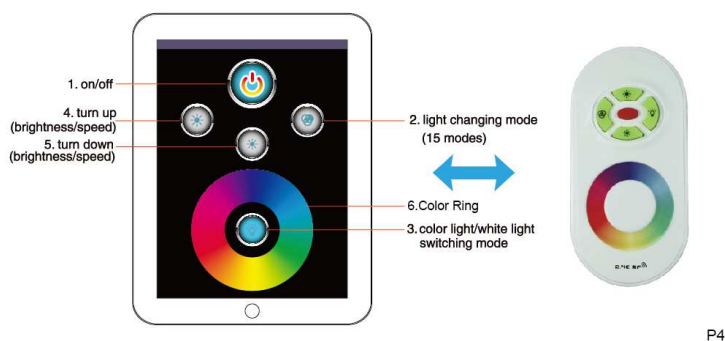 1. on/off
4. turn up
(brightness/speed)
5. turn down
(brightness/speed)
2. light changing mode
(15 modes)
6.Color Ring
3. color light/white light
switching mode
P4